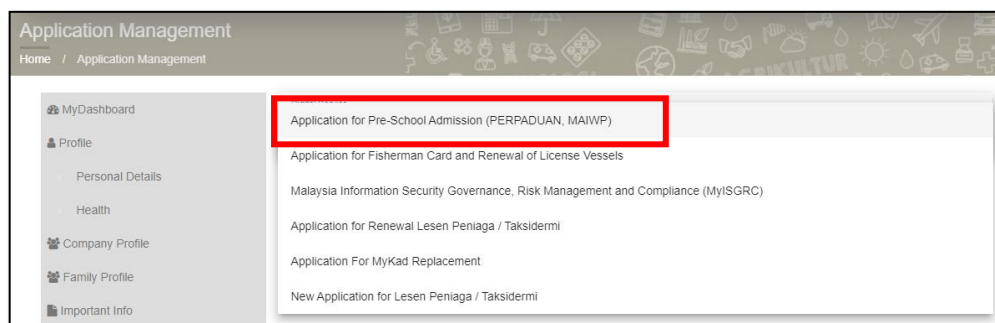 Application Management
Home / Application Management
MyDashboard
Profile
Personal Details
Health
Company Profile
Family Profile
Important Info
Application for Pre-School Admission (PERPADUAN, MAIWP)
Application for Fisherman Card and Renewal of License Vessels
Malaysia Information Security Governance, Risk Management and Compliance (MyISGRC)
Application for Renewal Lesen Peniaga / Taksidermi
Application For MyKad Replacement
New Application for Lesen Peniaga / Taksidermi